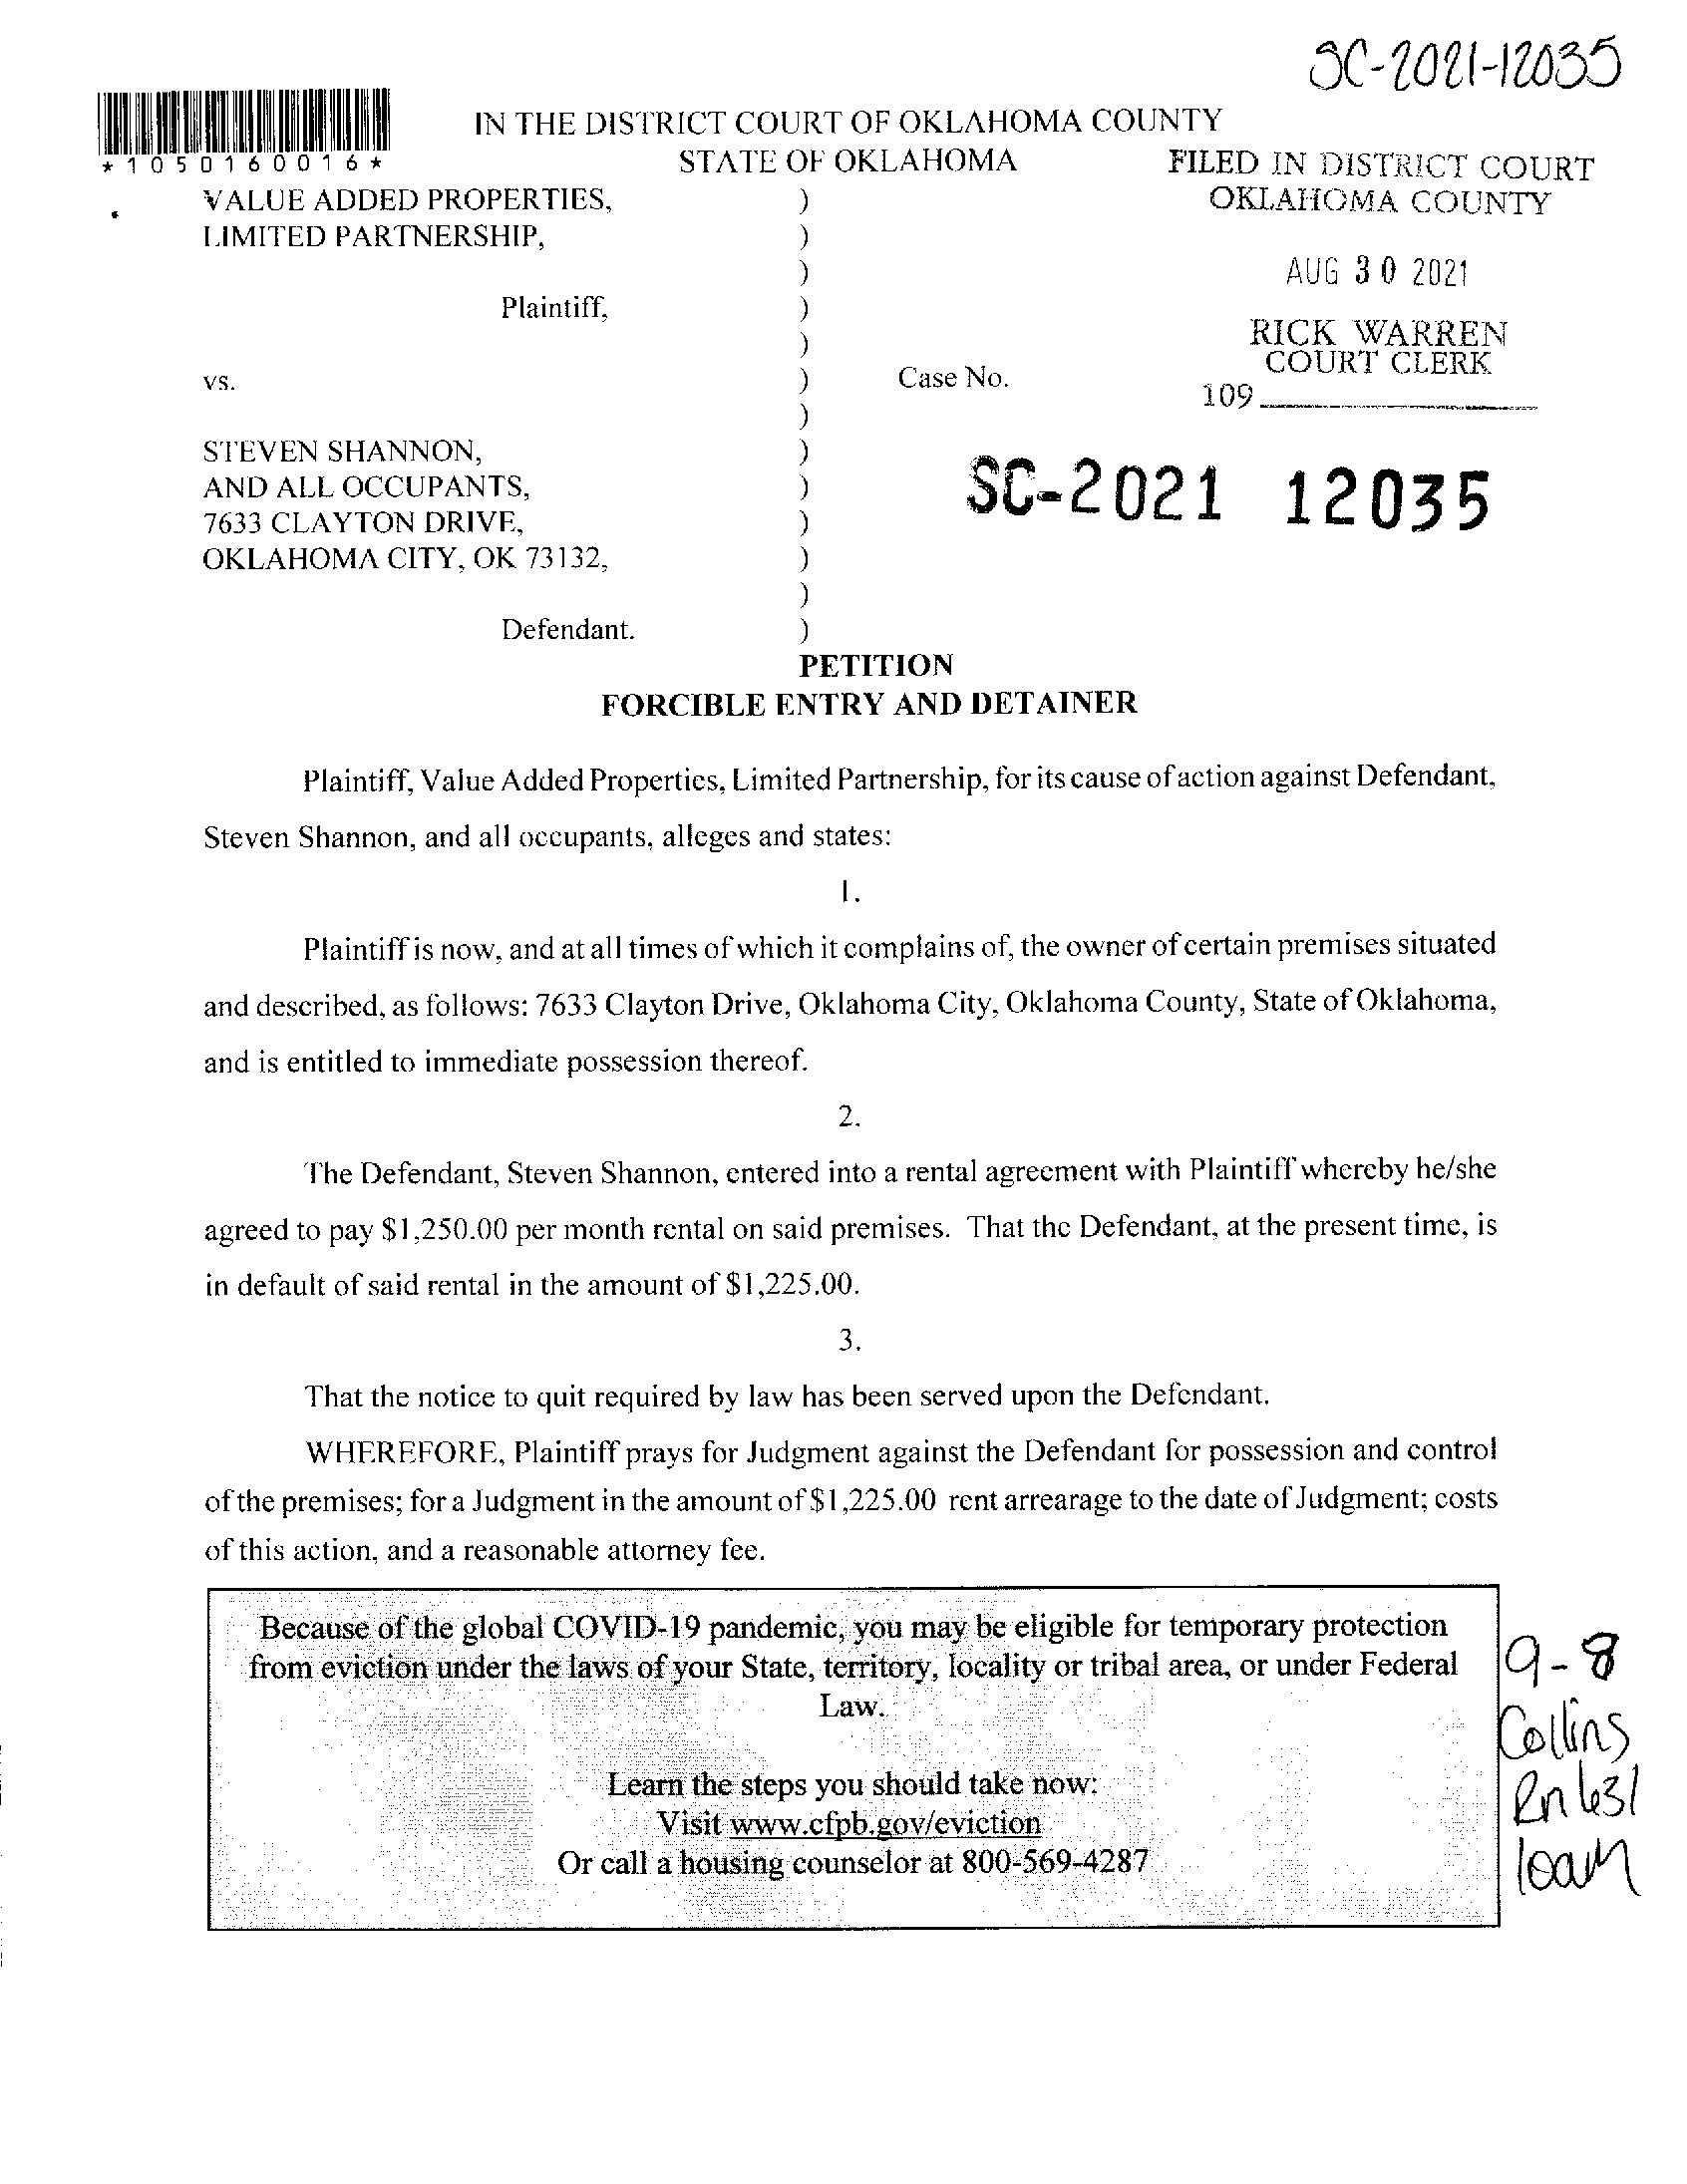 SC-2021-12035
IN THE DISTRICT COURT OF OKLAHOMA COUNTY
STATE OF OKLAHOMA
*1050160016*
FILED IN DISTRICT COURT
OKLAHOMA COUNTY
AUG 30 2021
RICK WARREN
COURT CLERK
109
VALUE ADDED PROPERTIES, )
LIMITED PARTNERSHIP, )
)
Plaintiff, )
)
vs. ) Case No.
)
STEVEN SHANNON, )
AND ALL OCCUPANTS, )
7633 CLAYTON DRIVE, )
OKLAHOMA CITY, OK 73132, )
)
Defendant. )
SC-2021 12035
PETITION
FORCIBLE ENTRY AND DETAINER
Plaintiff, Value Added Properties, Limited Partnership, for its cause of action against Defendant,
Steven Shannon, and all occupants, alleges and states:
1.
Plaintiff is now, and at all times of which it complains of, the owner of certain premises situated
and described, as follows: 7633 Clayton Drive, Oklahoma City, Oklahoma County, State of Oklahoma,
and is entitled to immediate possession thereof.
2.
The Defendant, Steven Shannon, entered into a rental agreement with Plaintiff whereby he/she
agreed to pay $1,250.00 per month rental on said premises. That the Defendant, at the present time, is
in default of said rental in the amount of $1,225.00.
3.
That the notice to quit required by law has been served upon the Defendant.
WHEREFORE, Plaintiff prays for Judgment against the Defendant for possession and control
of the premises; for a Judgment in the amount of $1,225.00 rent arrearage to the date of Judgment; costs
of this action, and a reasonable attorney fee.
Because of the global COVID-19 pandemic, you may be eligible for temporary protection
from eviction under the laws of your State, territory, locality or tribal area, or under Federal
Law.
Learn the steps you should take now:
Visit www.cfpb.gov/eviction
Or call a housing counselor at 800-569-4287
9-8
Collins
Rm 631
10am